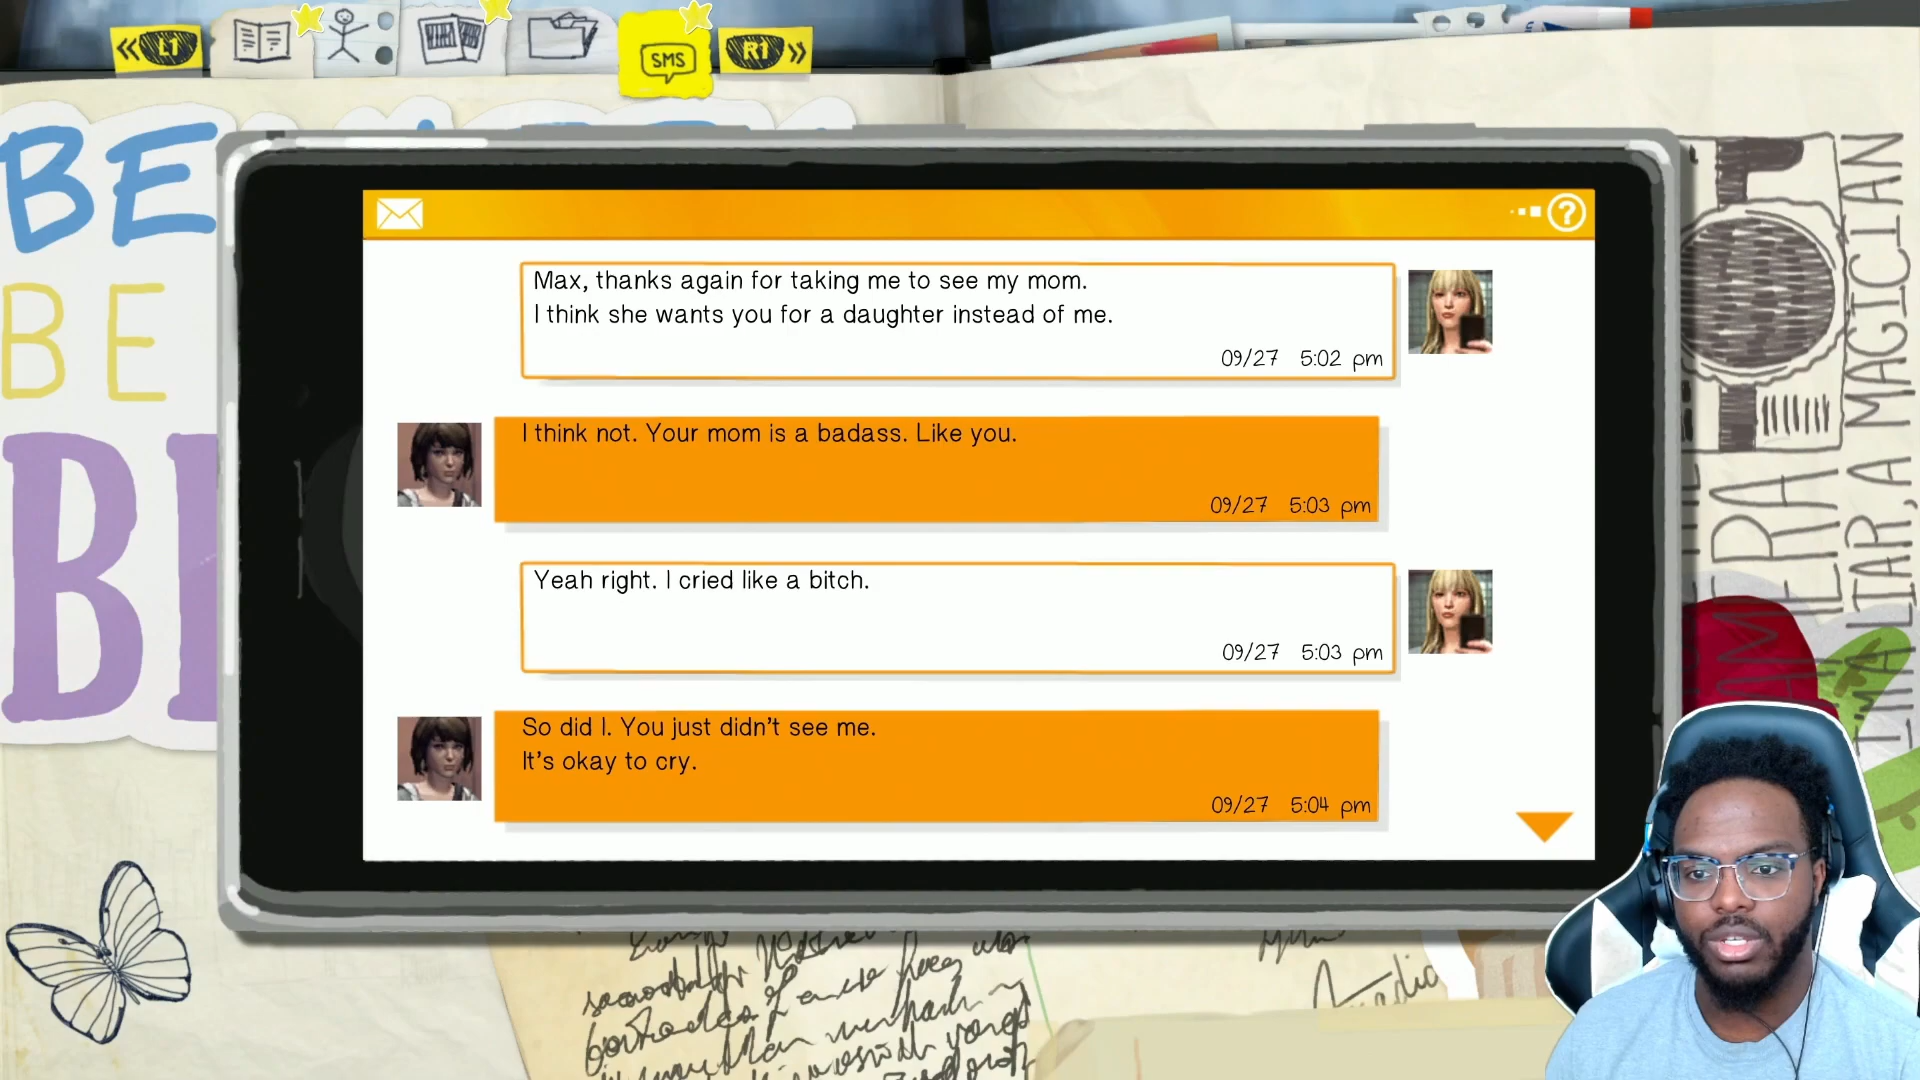 L1
SMS
R1
BE
BE
Max, thanks again for taking me to see my mom.
I think she wants you for a daughter instead of me.
09/27 5:02 pm
I think not. Your mom is a badass. Like you.
09/27 5:03 pm
Yeah right. I cried like a bitch.
09/27 5:03 pm
So did I. You just didn't see me.
It's okay to cry.
09/27 5:04 pm
?
LIAR, A MAGICIAN